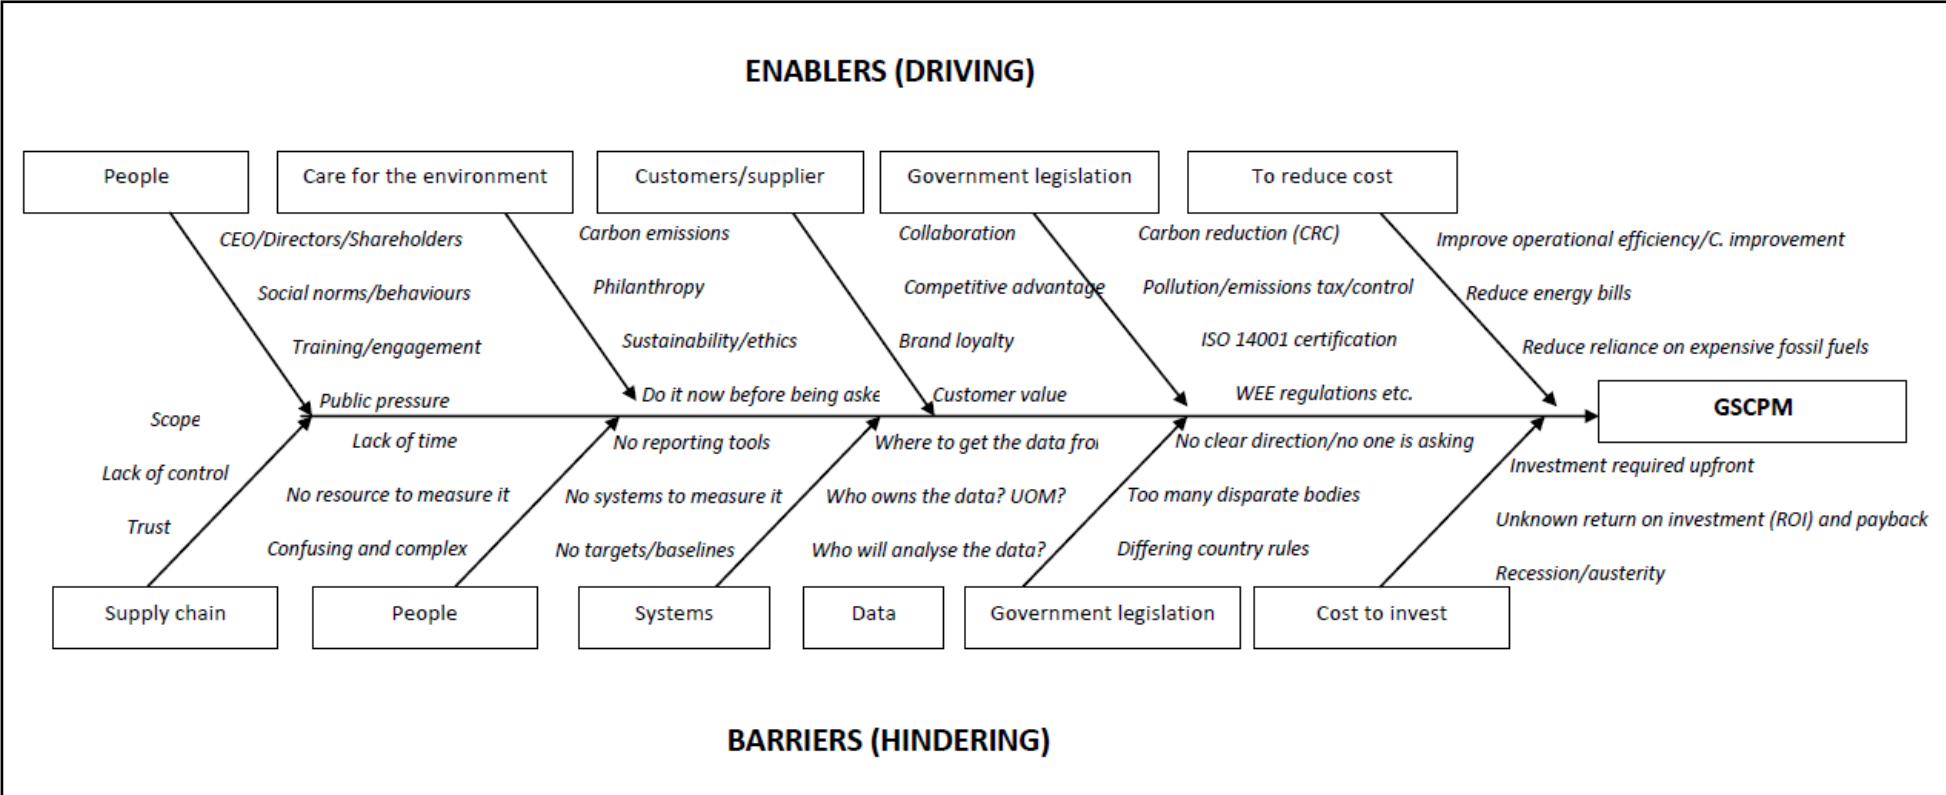 ENABLERS (DRIVING)
People
Care for the environment
Customers/supplier
Government legislation
To reduce cost
CEO/Directors/Shareholders
Social norms/behaviours
Training/engagement
Public pressure
Carbon emissions
Philanthropy
Sustainability/ethics
Do it now before being aske
Collaboration
Competitive advantage
Brand loyalty
Customer value
Carbon reduction (CRC)
Pollution/emissions tax/control
ISO 14001 certification
WEE regulations etc.
Improve operational efficiency/C. improvement
Reduce energy bills
Reduce reliance on expensive fossil fuels
GSCPM
Scope
Lack of control
Trust
Lack of time
No resource to measure it
Confusing and complex
No reporting tools
No systems to measure it
No targets/baselines
Where to get the data fro
Who owns the data? UOM?
Who will analyse the data?
No clear direction/no one is asking
Too many disparate bodies
Differing country rules
Investment required upfront
Unknown return on investment (ROI) and payback
Recession/austerity
Supply chain
People
Systems
Data
Government legislation
Cost to invest
BARRIERS (HINDERING)